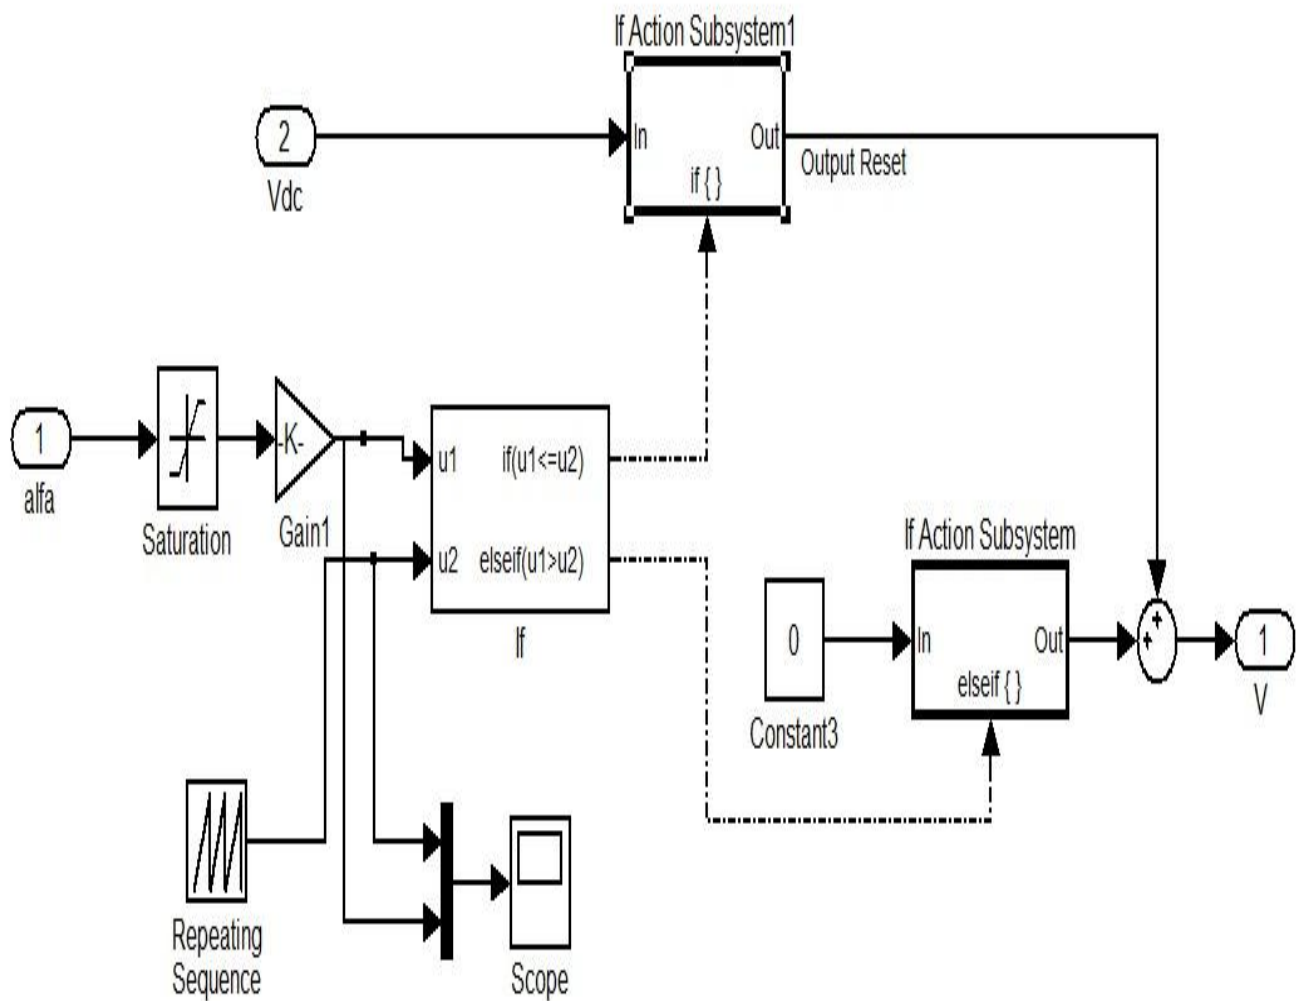 If Action Subsystem1
2
In
Out
if { }
Vdc
Output Reset
1
alfa
Saturation
-K-
Gain1
u1
if(u1<=u2)
u2
elseif(u1>u2)
If
If Action Subsystem
0
Constant3
In
Out
elseif { }
1
V
Repeating
Sequence
Scope